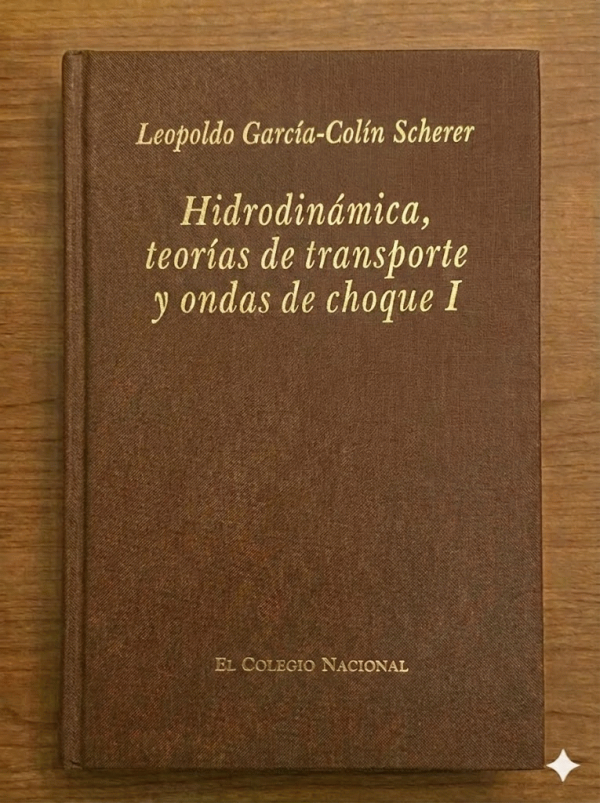 Leopoldo García-Colín Scherer
Hidrodinámica,
teorías de transporte
y ondas de choque I
El Colegio Nacional